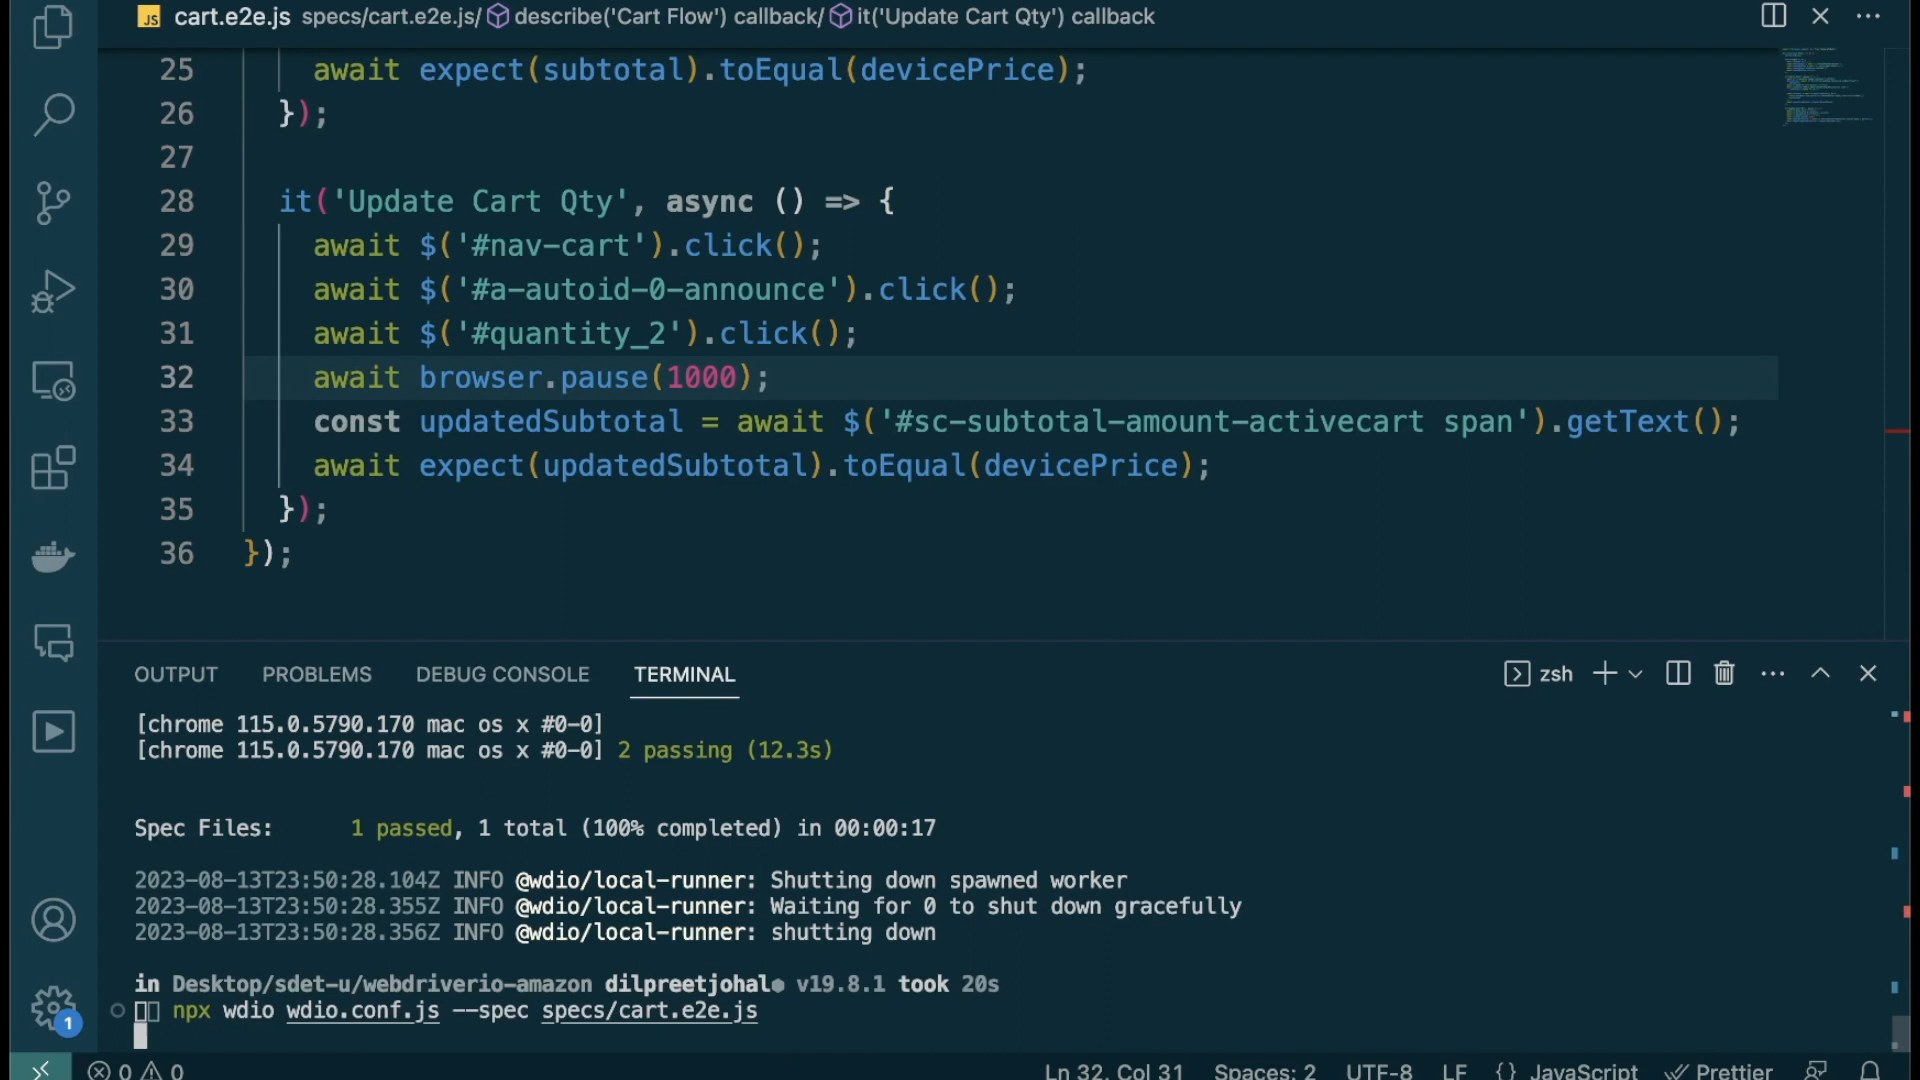 JS cart.e2e.js specs/cart.e2e.js/ describe('Cart Flow') callback/ it('Update Cart Qty') callback
25 await expect(subtotal).toEqual(devicePrice);
26 });
27
28 it('Update Cart Qty', async () => {
29 await $('#nav-cart').click();
30 await $('#a-autoid-0-announce').click();
31 await $('#quantity_2').click();
32 await browser.pause(1000);
33 const updatedSubtotal = await $('#sc-subtotal-amount-activecart span').getText();
34 await expect(updatedSubtotal).toEqual(devicePrice);
35 });
36 });
OUTPUT PROBLEMS DEBUG CONSOLE TERMINAL zsh
[chrome 115.0.5790.170 mac os x #0-0]
[chrome 115.0.5790.170 mac os x #0-0] 2 passing (12.3s)
Spec Files: 1 passed, 1 total (100% completed) in 00:00:17
2023-08-13T23:50:28.104Z INFO @wdio/local-runner: Shutting down spawned worker
2023-08-13T23:50:28.355Z INFO @wdio/local-runner: Waiting for 0 to shut down gracefully
2023-08-13T23:50:28.356Z INFO @wdio/local-runner: shutting down
in Desktop/sdet-u/webdriverio-amazon dilpreetjohal● v19.8.1 took 20s
npx wdio wdio.conf.js --spec specs/cart.e2e.js
1
0 0 Ln 32, Col 31 Spaces: 2 UTF-8 LF {} JavaScript Prettier